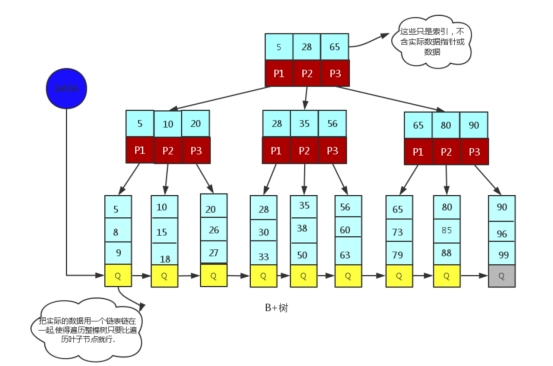 5 28 65
P1 P2 P3
这些只是索引，不
含实际数据指针或
数据
5 10 20
P1 P2 P3
28 35 56
P1 P2 P3
65 80 90
P1 P2 P3
5 10 20 28 35 56 65 80 90
8 15 26 30 38 60 73 85 96
9 18 27 33 50 63 79 88 99
Q Q Q Q Q Q Q Q Q
B+树
把实际的数据用一个链表链在
一起,使得遍历整棵树只要比遍
历叶子节点就行.